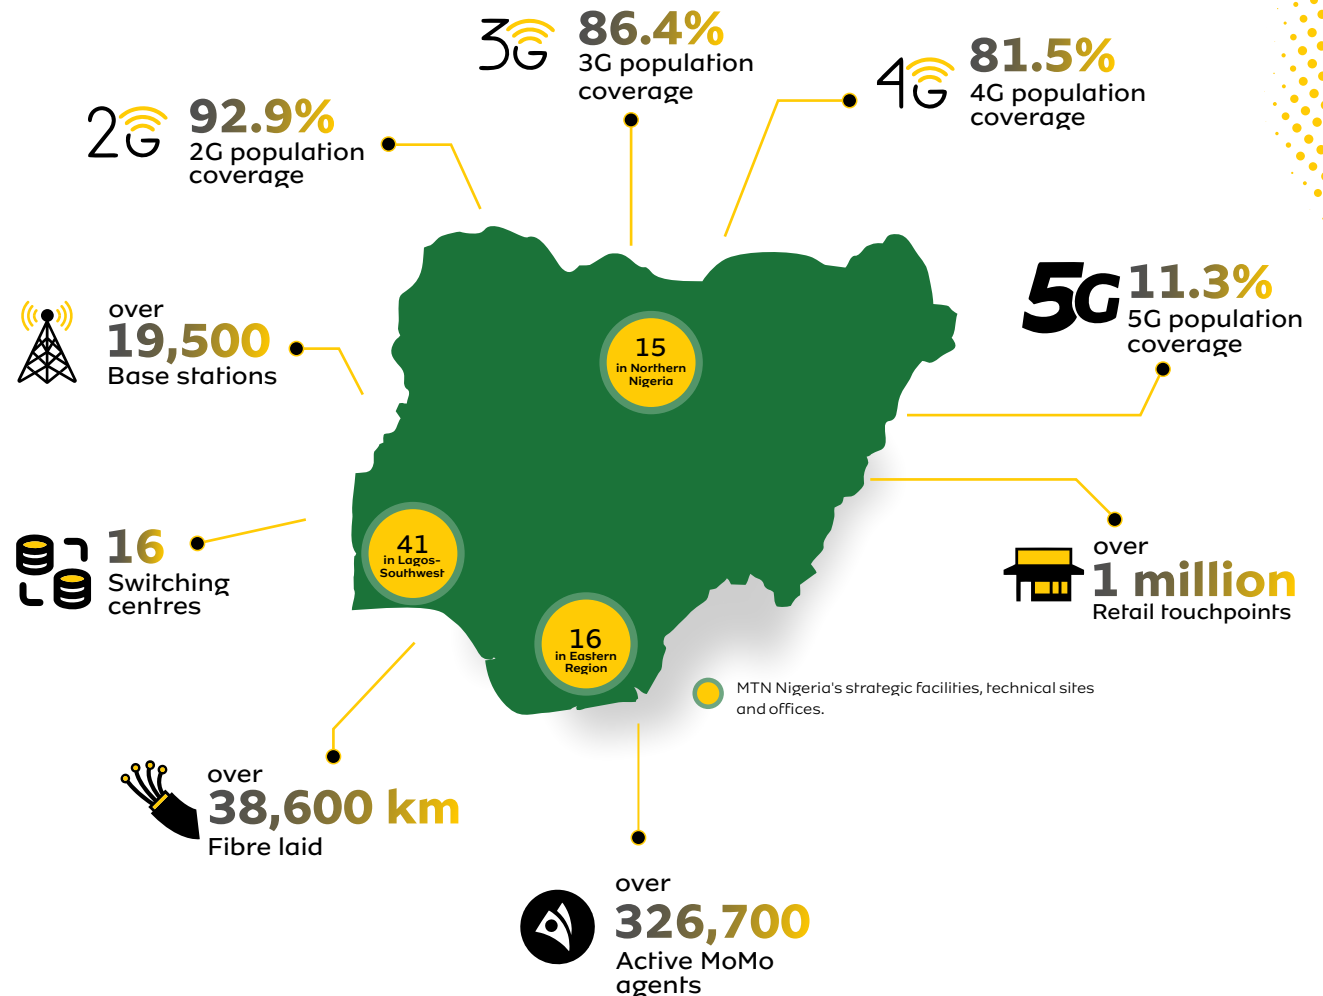 3G
86.4%
3G population
coverage
4G
81.5%
4G population
coverage
2G
92.9%
2G population
coverage
5G
11.3%
5G population
coverage
over
19,500
Base stations
15
in Northern
Nigeria
16
Switching
centres
41
in Lagos-
Southwest
over
1 million
Retail touchpoints
16
in Eastern
Region
MTN Nigeria's strategic facilities, technical sites
and offices.
over
38,600 km
Fibre laid
over
326,700
Active MoMo
agents